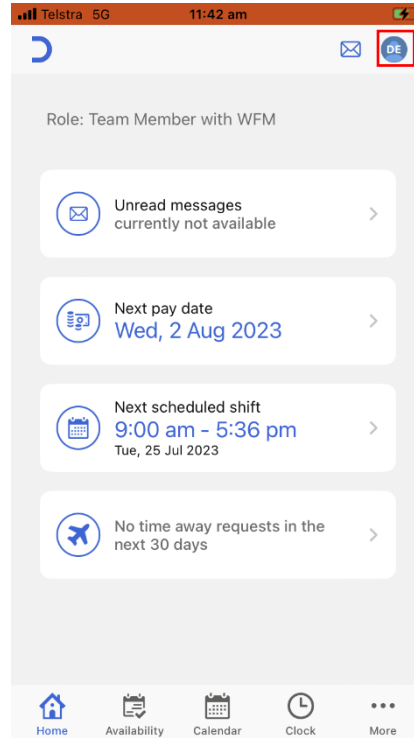 Telstra 5G 11:42 am
DE
Role: Team Member with WFM
Unread messages
currently not available
Next pay date
Wed, 2 Aug 2023
Next scheduled shift
9:00 am - 5:36 pm
Tue, 25 Jul 2023
No time away requests in the
next 30 days
Home Availability Calendar Clock More